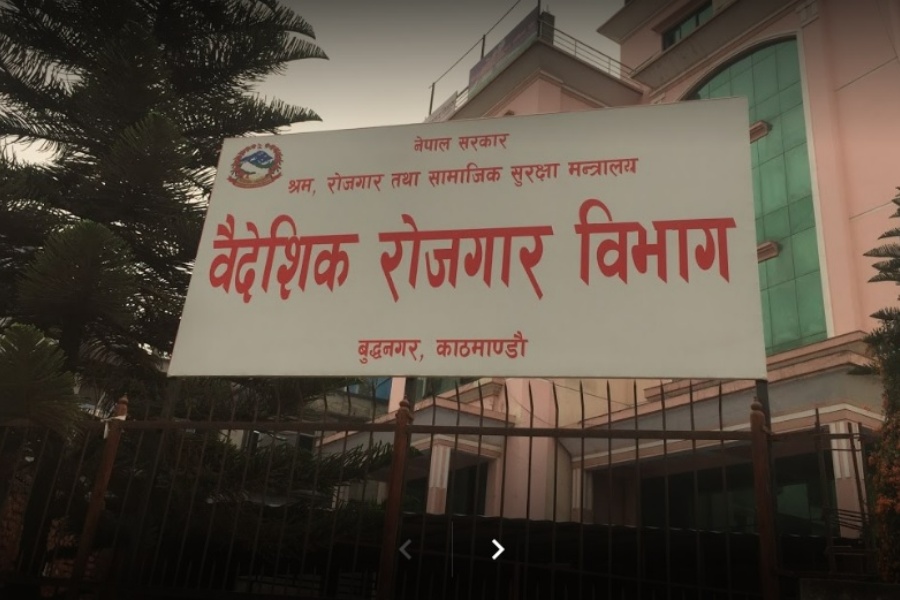 नेपाल सरकार
श्रम, रोजगार तथा सामाजिक सुरक्षा मन्त्रालय
वैदेशिक रोजगार विभाग
बुद्धनगर, काठमाण्डौ